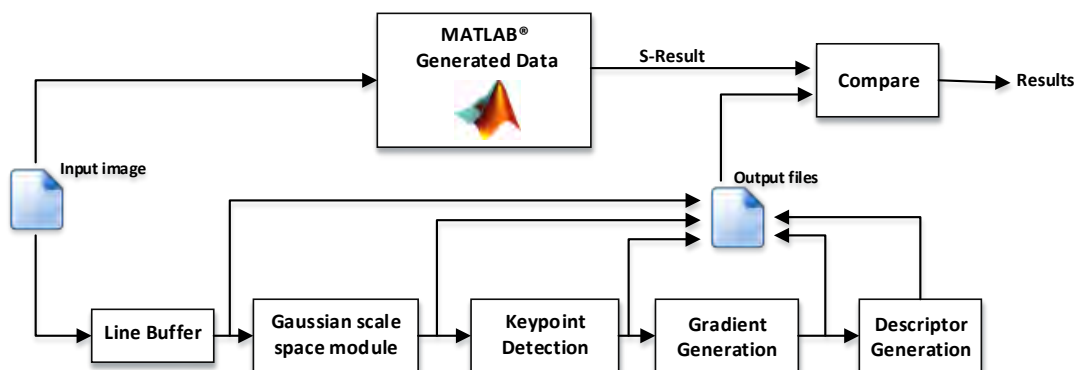 MATLAB®
Generated Data
S-Result
Compare
Results
Input image
Output files
Line Buffer
Gaussian scale
space module
Keypoint
Detection
Gradient
Generation
Descriptor
Generation